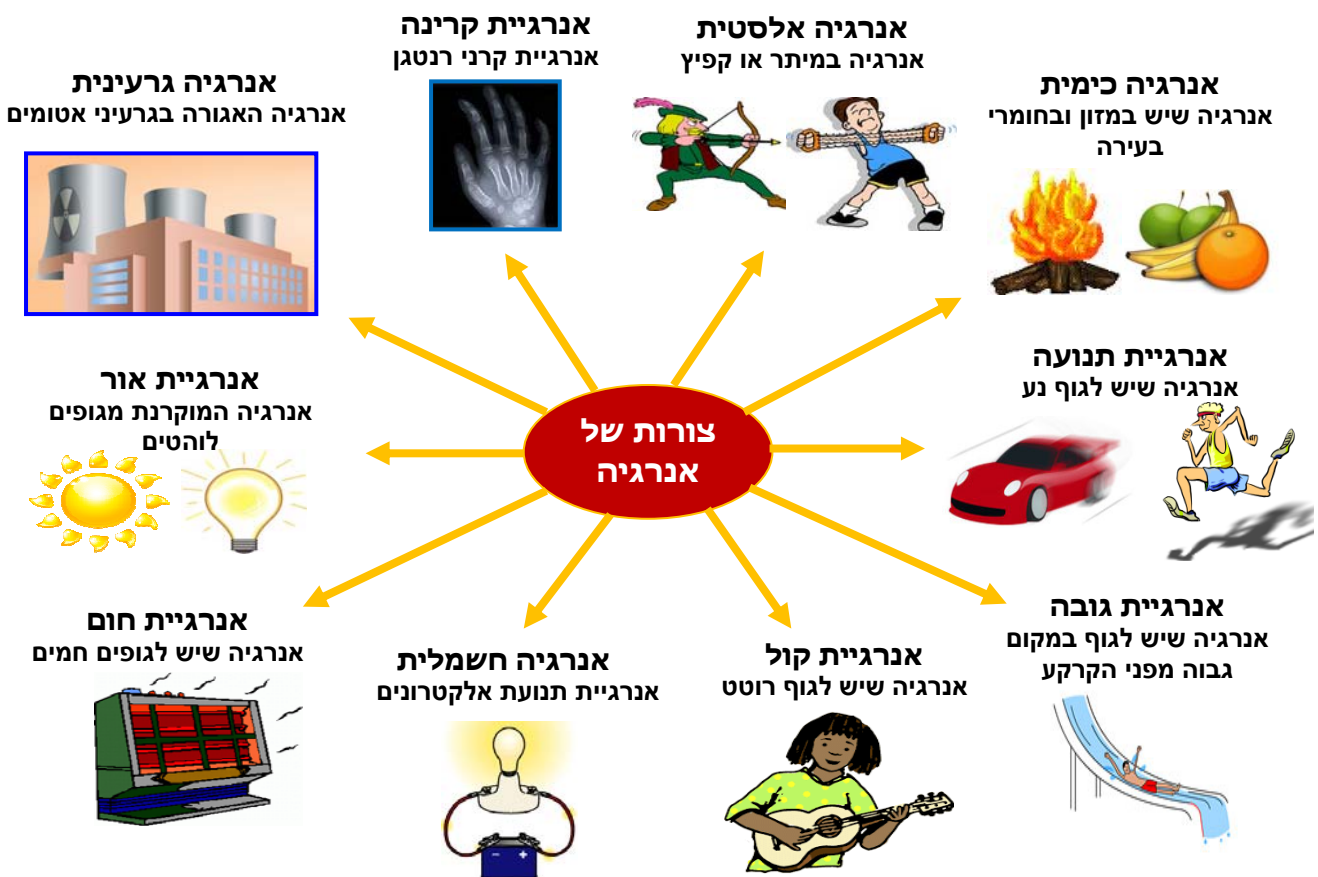 צורות של
אנרגיה
אנרגיה כימית
אנרגיה שיש במזון ובחומרי
בעירה
אנרגיית תנועה
אנרגיה שיש לגוף נע
אנרגיית גובה
אנרגיה שיש לגוף במקום
גבוה מפני הקרקע
אנרגיית קול
אנרגיה שיש לגוף רוטט
אנרגיה חשמלית
אנרגיית תנועת אלקטרונים
- +
אנרגיית חום
אנרגיה שיש לגופים חמים
אנרגיית אור
אנרגיה המוקרנת מגופים
לוהטים
אנרגיה גרעינית
אנרגיה האגורה בגרעיני אטומים
אנרגיית קרינה
אנרגיית קרני רנטגן
אנרגיה אלסטית
אנרגיה במיתר או קפיץ